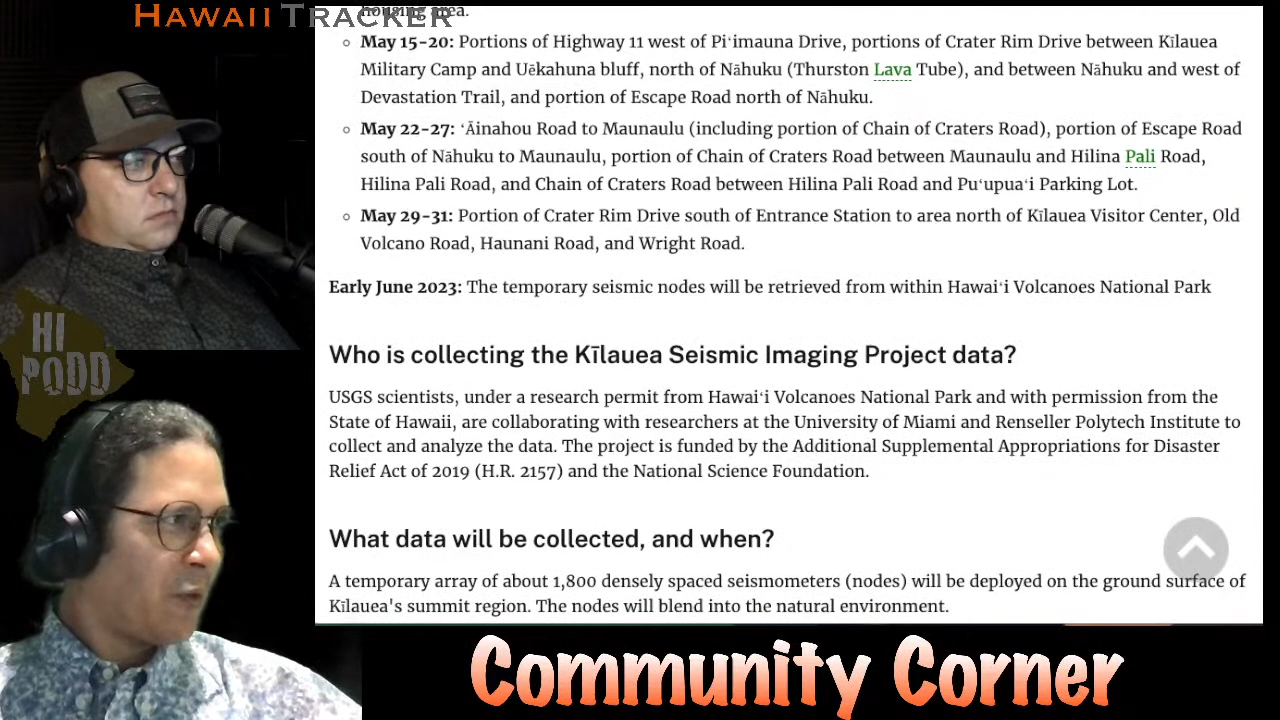 HAWAII TRACKER
housing area.
May 15-20: Portions of Highway 11 west of Piʻimauna Drive, portions of Crater Rim Drive between Kīlauea
Military Camp and Uēkahuna bluff, north of Nāhuku (Thurston Lava Tube), and between Nāhuku and west of
Devastation Trail, and portion of Escape Road north of Nāhuku.
May 22-27: ʻĀinahou Road to Maunaulu (including portion of Chain of Craters Road), portion of Escape Road
south of Nāhuku to Maunaulu, portion of Chain of Craters Road between Maunaulu and Hilina Pali Road,
Hilina Pali Road, and Chain of Craters Road between Hilina Pali Road and Puʻupuaʻi Parking Lot.
May 29-31: Portion of Crater Rim Drive south of Entrance Station to area north of Kīlauea Visitor Center, Old
Volcano Road, Haunani Road, and Wright Road.
Early June 2023: The temporary seismic nodes will be retrieved from within Hawaiʻi Volcanoes National Park
Who is collecting the Kīlauea Seismic Imaging Project data?
USGS scientists, under a research permit from Hawaiʻi Volcanoes National Park and with permission from the
State of Hawaii, are collaborating with researchers at the University of Miami and Renseller Polytech Institute to
collect and analyze the data. The project is funded by the Additional Supplemental Appropriations for Disaster
Relief Act of 2019 (H.R. 2157) and the National Science Foundation.
What data will be collected, and when?
A temporary array of about 1,800 densely spaced seismometers (nodes) will be deployed on the ground surface of
Kīlauea's summit region. The nodes will blend into the natural environment.
HI
PODD
Community Corner